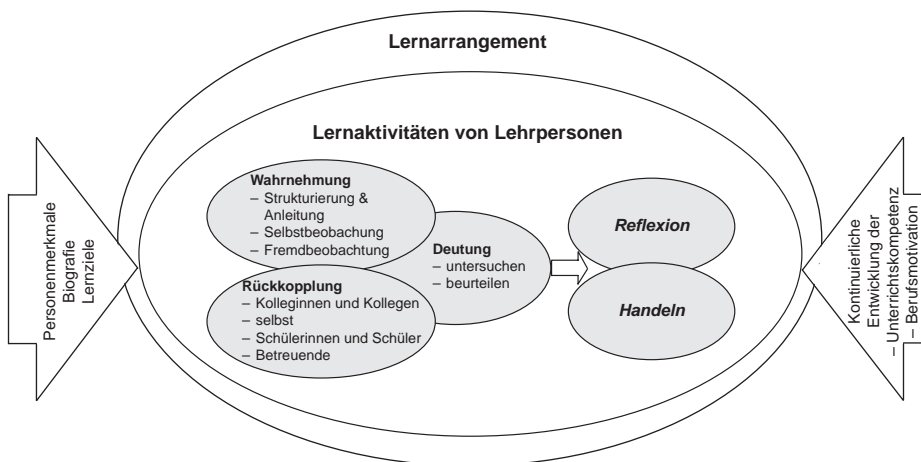 Lernarrangement
Lernaktivitäten von Lehrpersonen
Personenmerkmale
Biografie
Lernziele
Wahrnehmung
– Strukturierung &
Anleitung
– Selbstbeobachung
– Fremdbeobachtung
Rückkopplung
– Kolleginnen und Kollegen
– selbst
– Schülerinnen und Schüler
– Betreuende
Deutung
– untersuchen
– beurteilen
Reflexion
Handeln
Kontinuierliche
Entwicklung der
– Unterrichtskompetenz
– Berufsmotivation